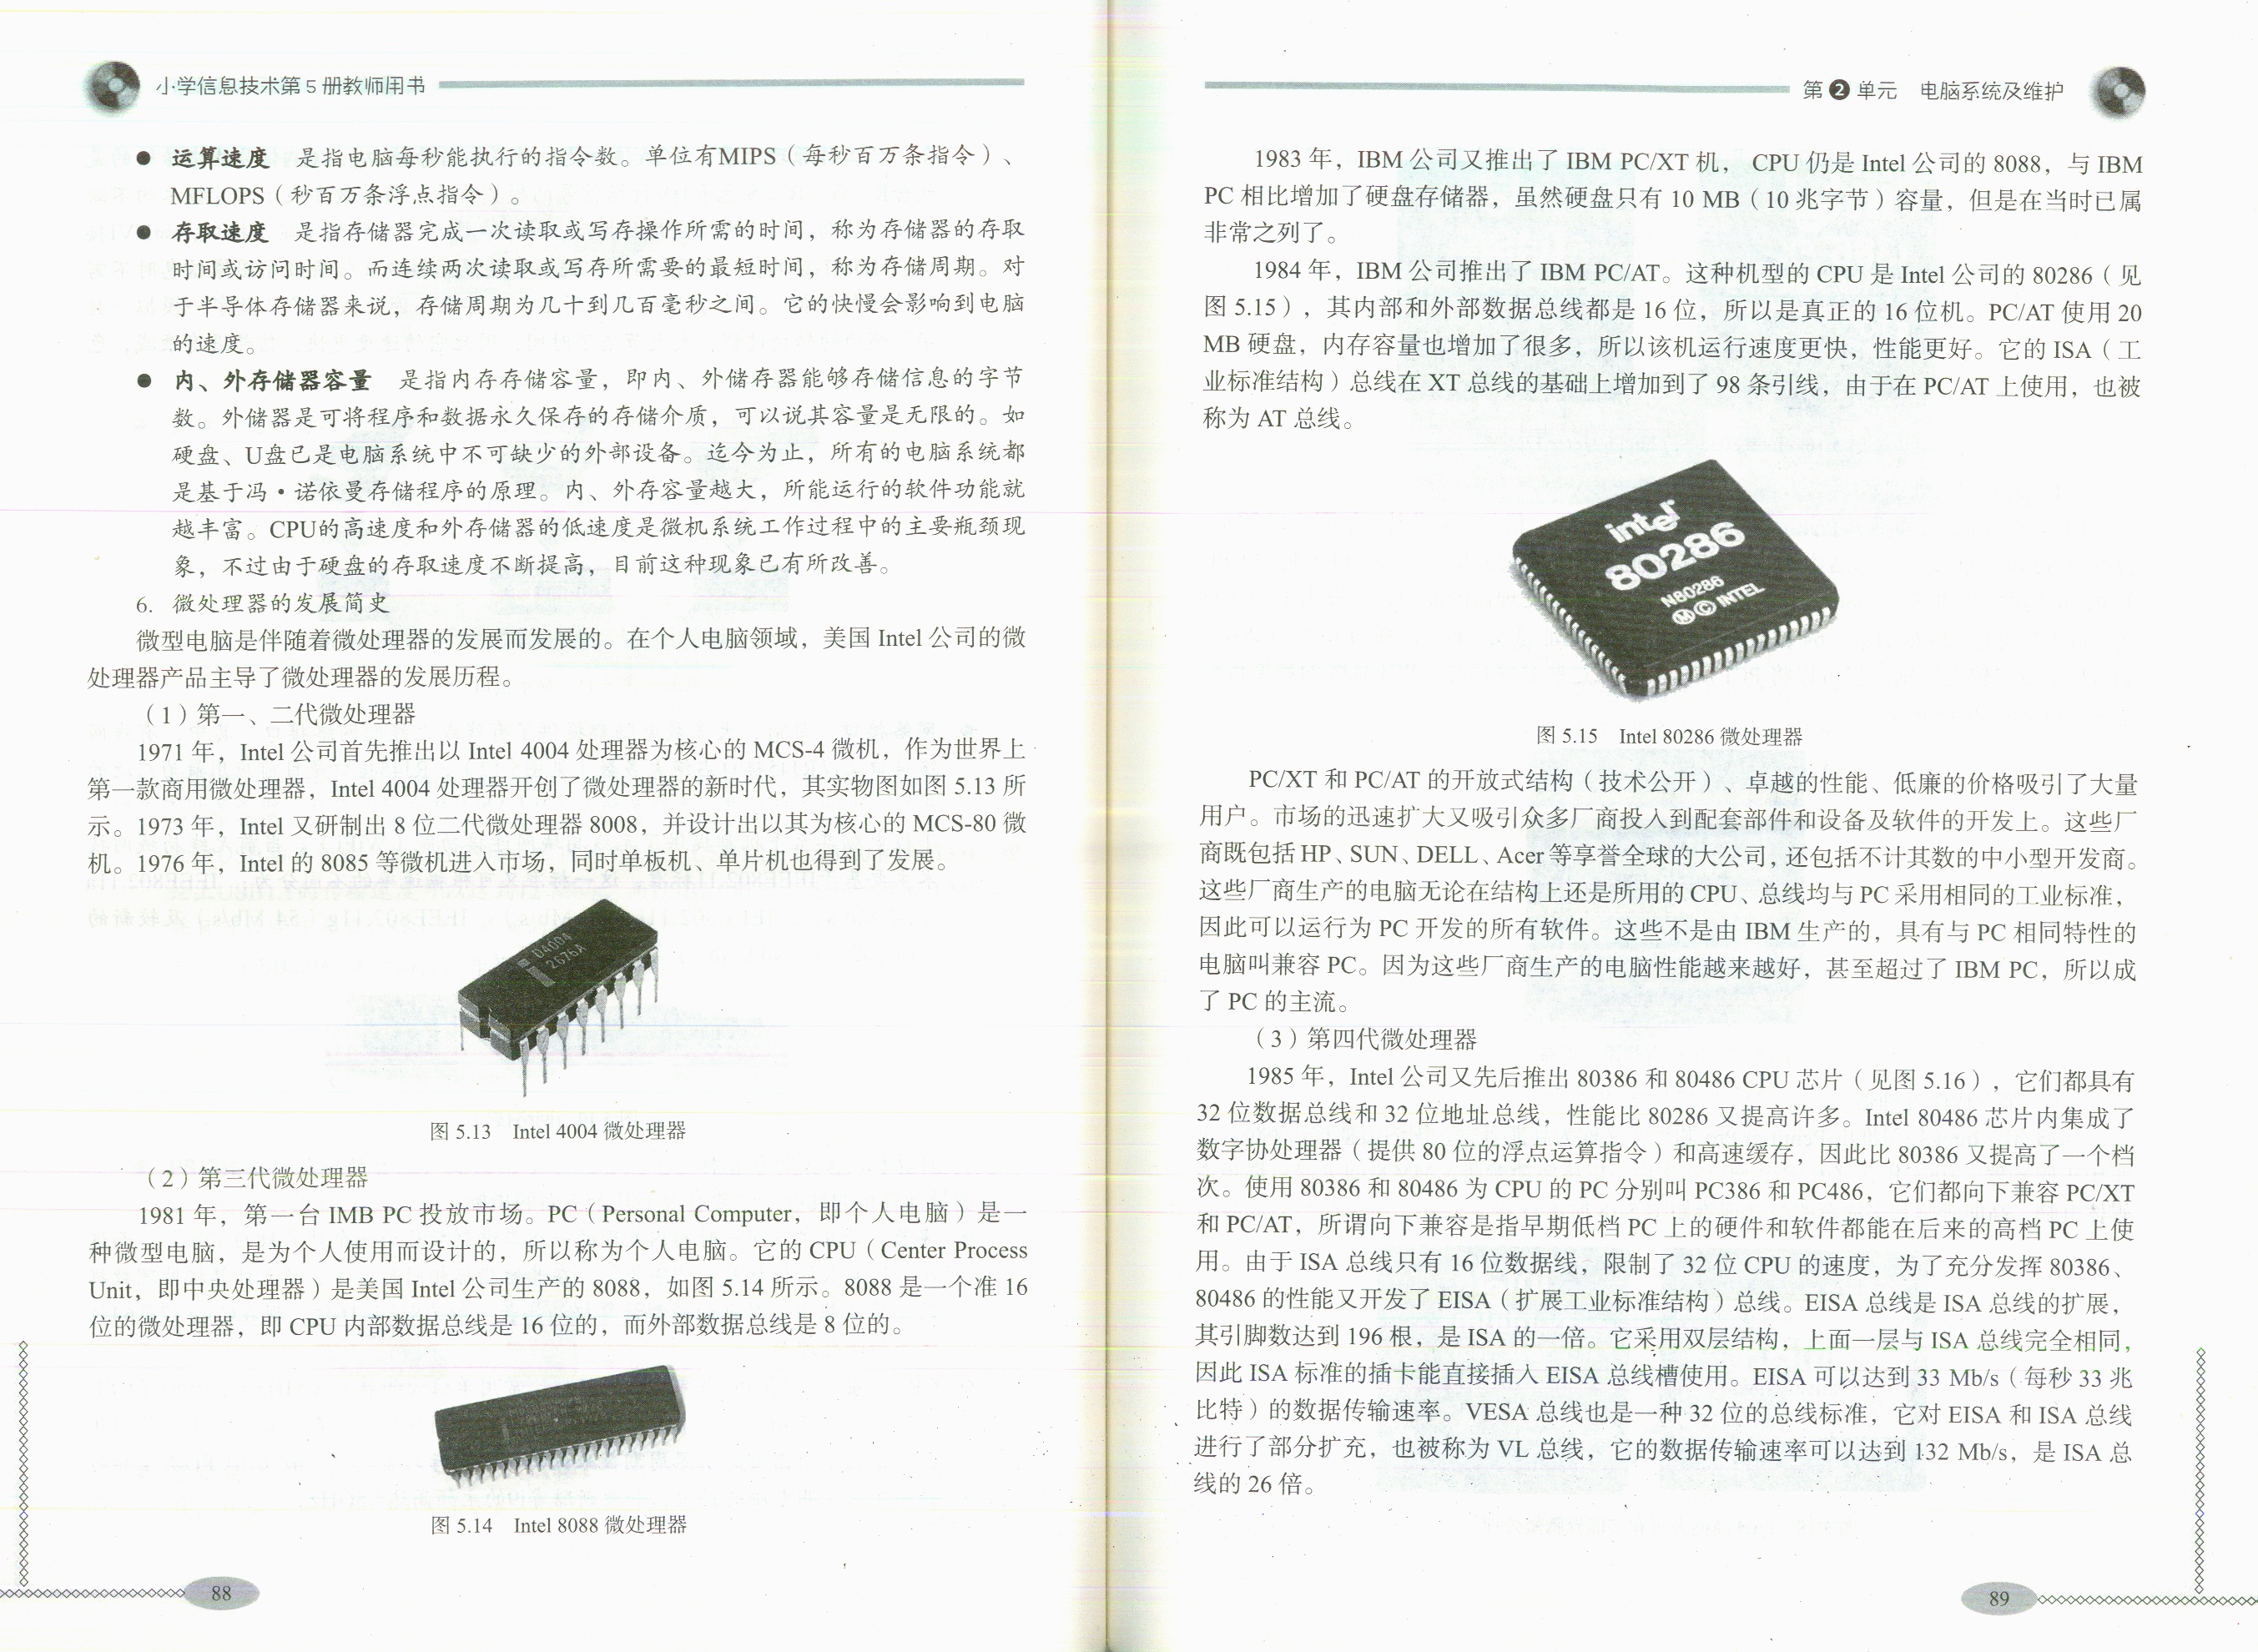 小学信息技术第5册教师用书
● 运算速度 是指电脑每秒能执行的指令数。单位有MIPS（每秒百万条指令）、
MFLOPS（秒百万条浮点指令）。
● 存取速度 是指存储器完成一次读取或写存操作所需的时间，称为存储器的存取
时间或访问时间。而连续两次读取或写存所需要的最短时间，称为存储周期。对
于半导体存储器来说，存储周期为几十到几百毫秒之间。它的快慢会影响到电脑
的速度。
● 内、外存储器容量 是指内存存储容量，即内、外储存器能够存储信息的字节
数。外储器是可将程序和数据永久保存的存储介质，可以说其容量是无限的。如
硬盘、U盘已是电脑系统中不可缺少的外部设备。迄今为止，所有的电脑系统都
是基于冯·诺依曼存储程序的原理。内、外存容量越大，所能运行的软件功能就
越丰富。CPU的高速度和外存储器的低速度是微机系统工作过程中的主要瓶颈现
象，不过由于硬盘的存取速度不断提高，目前这种现象已有所改善。
6. 微处理器的发展简史
微型电脑是伴随着微处理器的发展而发展的。在个人电脑领域，美国 Intel 公司的微
处理器产品主导了微处理器的发展历程。
（1）第一、二代微处理器
1971 年，Intel 公司首先推出以 Intel 4004 处理器为核心的 MCS-4 微机，作为世界上
第一款商用微处理器，Intel 4004 处理器开创了微处理器的新时代，其实物图如图 5.13 所
示。1973 年，Intel 又研制出 8 位二代微处理器 8008，并设计出以其为核心的 MCS-80 微
机。1976 年，Intel 的 8085 等微机进入市场，同时单板机、单片机也得到了发展。
D4004
2675A
图 5.13 Intel 4004 微处理器
（2）第三代微处理器
1981 年，第一台 IMB PC 投放市场。PC（Personal Computer，即个人电脑）是一
种微型电脑，是为个人使用而设计的，所以称为个人电脑。它的 CPU（Center Process
Unit，即中央处理器）是美国 Intel 公司生产的 8088，如图 5.14 所示。8088 是一个准 16
位的微处理器，即 CPU 内部数据总线是 16 位的，而外部数据总线是 8 位的。
图 5.14 Intel 8088 微处理器
88
第 2 单元 电脑系统及维护
1983 年，IBM 公司又推出了 IBM PC/XT 机， CPU 仍是 Intel 公司的 8088，与 IBM
PC 相比增加了硬盘存储器，虽然硬盘只有 10 MB（10 兆字节）容量，但是在当时已属
非常之列了。
1984 年，IBM 公司推出了 IBM PC/AT。这种机型的 CPU 是 Intel 公司的 80286（见
图 5.15），其内部和外部数据总线都是 16 位，所以是真正的 16 位机。PC/AT 使用 20
MB 硬盘，内存容量也增加了很多，所以该机运行速度更快，性能更好。它的 ISA（工
业标准结构）总线在 XT 总线的基础上增加到了 98 条引线，由于在 PC/AT 上使用，也被
称为 AT 总线。
intel
80286
N80286
Ⓜ © INTEL
图 5.15 Intel 80286 微处理器
PC/XT 和 PC/AT 的开放式结构（技术公开）、卓越的性能、低廉的价格吸引了大量
用户。市场的迅速扩大又吸引众多厂商投入到配套部件和设备及软件的开发上。这些厂
商既包括 HP、SUN、DELL、Acer 等享誉全球的大公司，还包括不计其数的中小型开发商。
这些厂商生产的电脑无论在结构上还是所用的 CPU、总线均与 PC 采用相同的工业标准，
因此可以运行为 PC 开发的所有软件。这些不是由 IBM 生产的，具有与 PC 相同特性的
电脑叫兼容 PC。因为这些厂商生产的电脑性能越来越好，甚至超过了 IBM PC，所以成
了 PC 的主流。
（3）第四代微处理器
1985 年，Intel 公司又先后推出 80386 和 80486 CPU 芯片（见图 5.16），它们都具有
32 位数据总线和 32 位地址总线，性能比 80286 又提高许多。Intel 80486 芯片内集成了
数字协处理器（提供 80 位的浮点运算指令）和高速缓存，因此比 80386 又提高了一个档
次。使用 80386 和 80486 为 CPU 的 PC 分别叫 PC386 和 PC486，它们都向下兼容 PC/XT
和 PC/AT，所谓向下兼容是指早期低档 PC 上的硬件和软件都能在后来的高档 PC 上使
用。由于 ISA 总线只有 16 位数据线，限制了 32 位 CPU 的速度，为了充分发挥 80386、
80486 的性能又开发了 EISA（扩展工业标准结构）总线。EISA 总线是 ISA 总线的扩展，
其引脚数达到 196 根，是 ISA 的一倍。它采用双层结构，上面一层与 ISA 总线完全相同，
因此 ISA 标准的插卡能直接插入 EISA 总线槽使用。EISA 可以达到 33 Mb/s（每秒 33 兆
比特）的数据传输速率。VESA 总线也是一种 32 位的总线标准，它对 EISA 和 ISA 总线
进行了部分扩充，也被称为 VL 总线，它的数据传输速率可以达到 132 Mb/s，是 ISA 总
线的 26 倍。
89